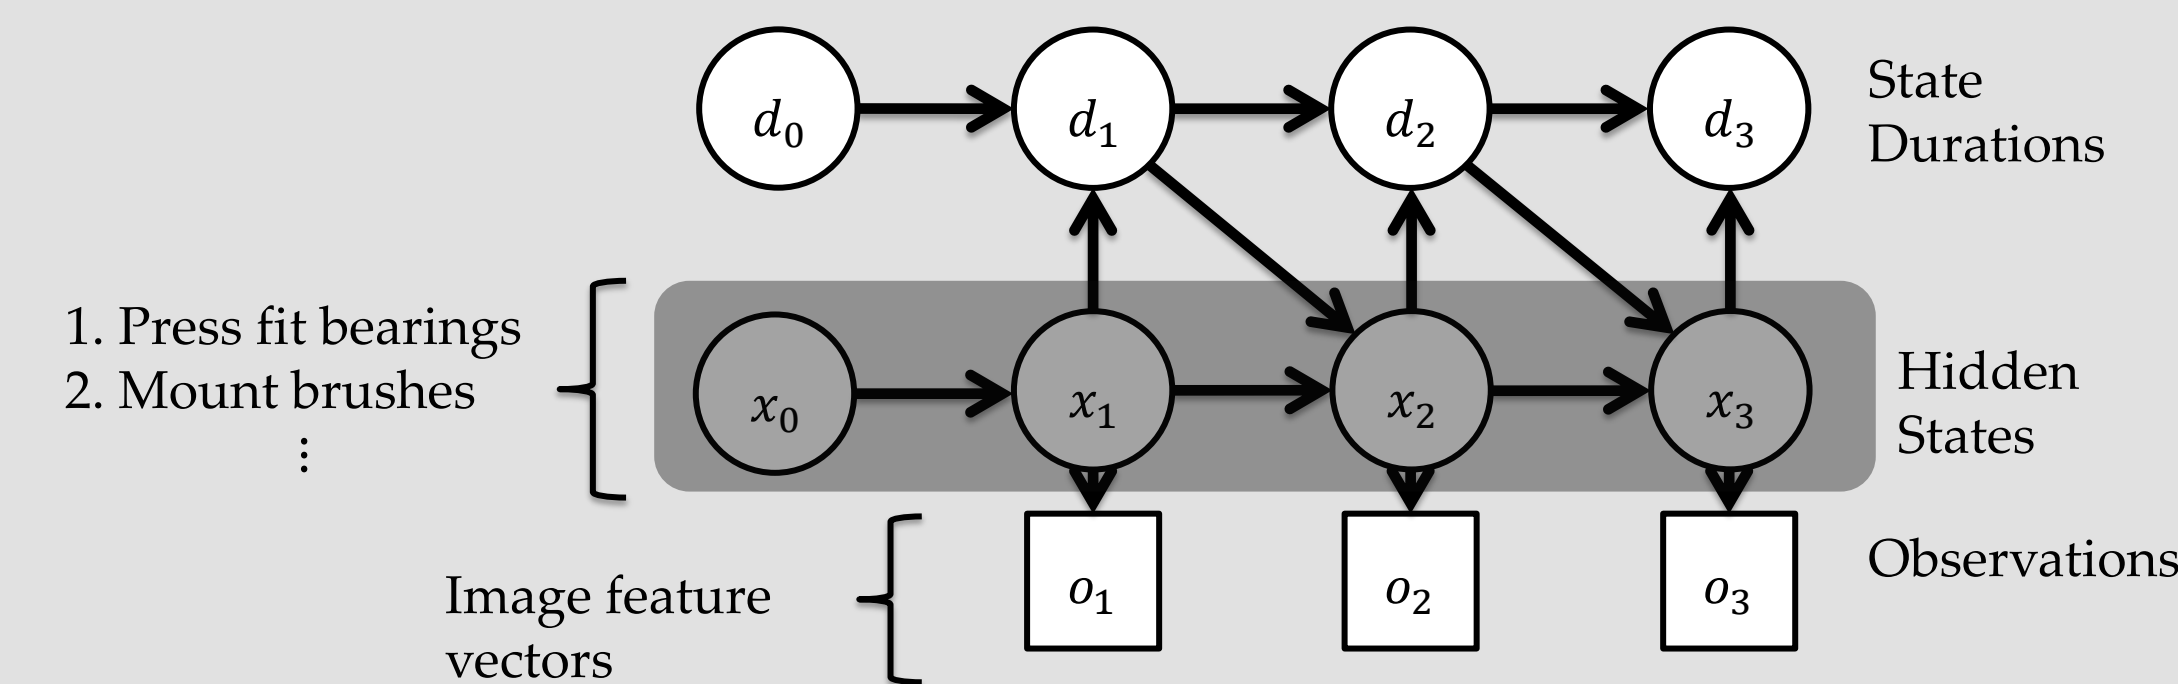 d₀ d₁ d₂ d₃
State
Durations
1. Press fit bearings
2. Mount brushes
⋮
x₀ x₁ x₂ x₃
Hidden
States
Image feature
vectors
o₁ o₂ o₃
Observations